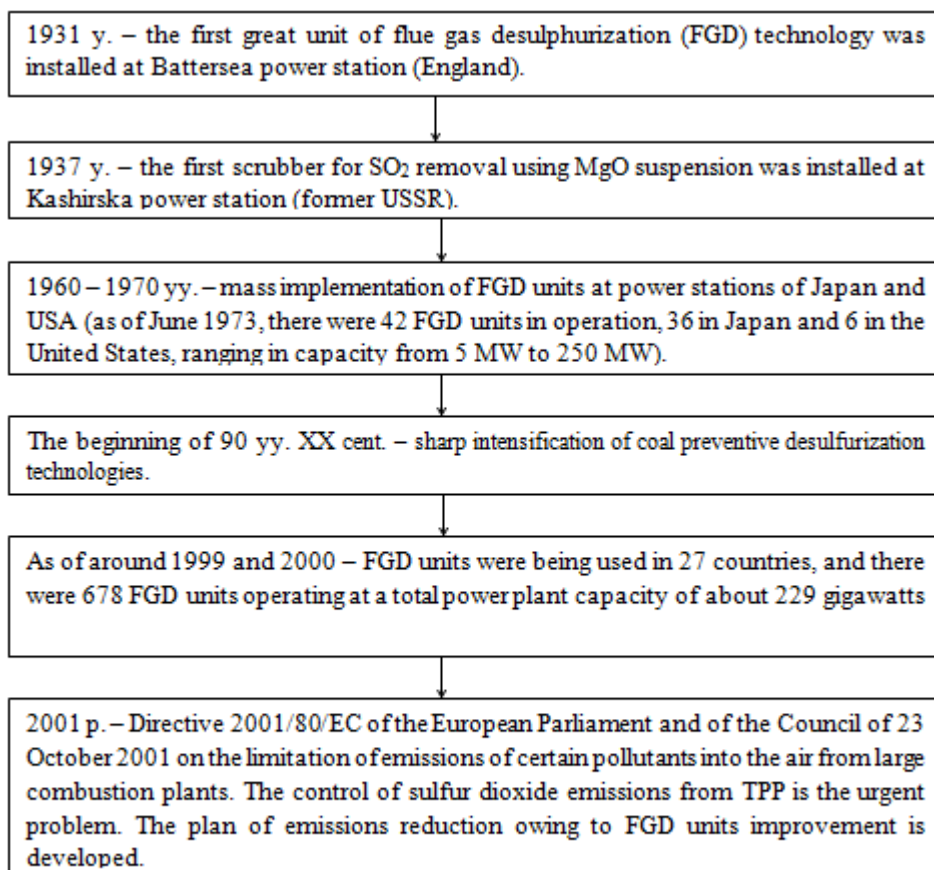 1931 y. – the first great unit of flue gas desulphurization (FGD) technology was
installed at Battersea power station (England).
1937 y. – the first scrubber for SO₂ removal using MgO suspension was installed at
Kashirska power station (former USSR).
1960 – 1970 yy. – mass implementation of FGD units at power stations of Japan and
USA (as of June 1973, there were 42 FGD units in operation, 36 in Japan and 6 in the
United States, ranging in capacity from 5 MW to 250 MW).
The beginning of 90 yy. XX cent. – sharp intensification of coal preventive desulfurization
technologies.
As of around 1999 and 2000 – FGD units were being used in 27 countries, and there
were 678 FGD units operating at a total power plant capacity of about 229 gigawatts
2001 p. – Directive 2001/80/EC of the European Parliament and of the Council of 23
October 2001 on the limitation of emissions of certain pollutants into the air from large
combustion plants. The control of sulfur dioxide emissions from TPP is the urgent
problem. The plan of emissions reduction owing to FGD units improvement is
developed.